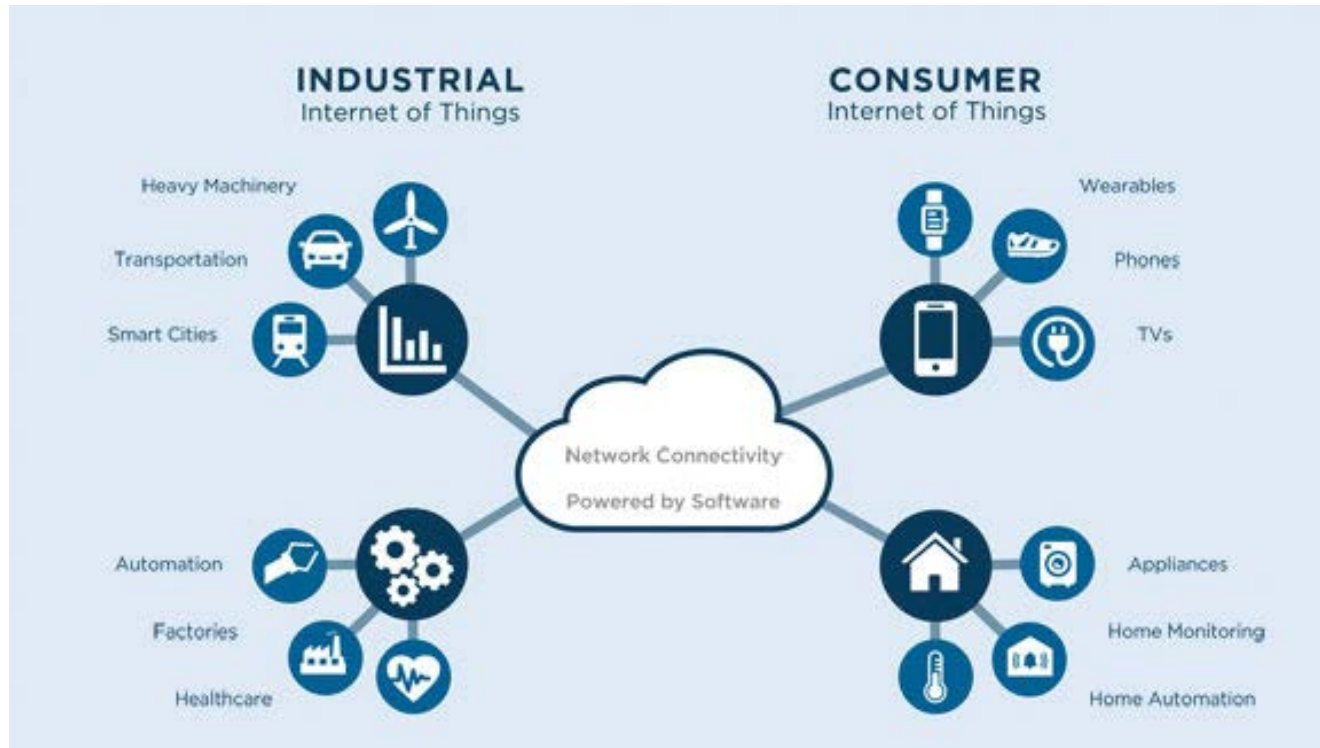 INDUSTRIAL
Internet of Things
CONSUMER
Internet of Things
Heavy Machinery
Transportation
Smart Cities
Wearables
Phones
TVs
Network Connectivity
Powered by Software
Automation
Factories
Healthcare
Appliances
Home Monitoring
Home Automation